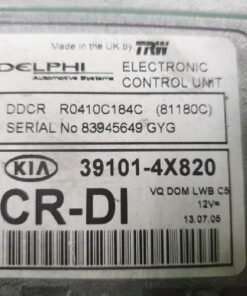 Made in the UK by TRW
DELPHI
Automotive Systems
ELECTRONIC
CONTROL UNIT
DDCR R0410C184C (81180C)
SERIAL No 83945649 GYG
KIA 39101-4X820
CR-DI
VQ DOM LWB C5
12V=
13.07.06